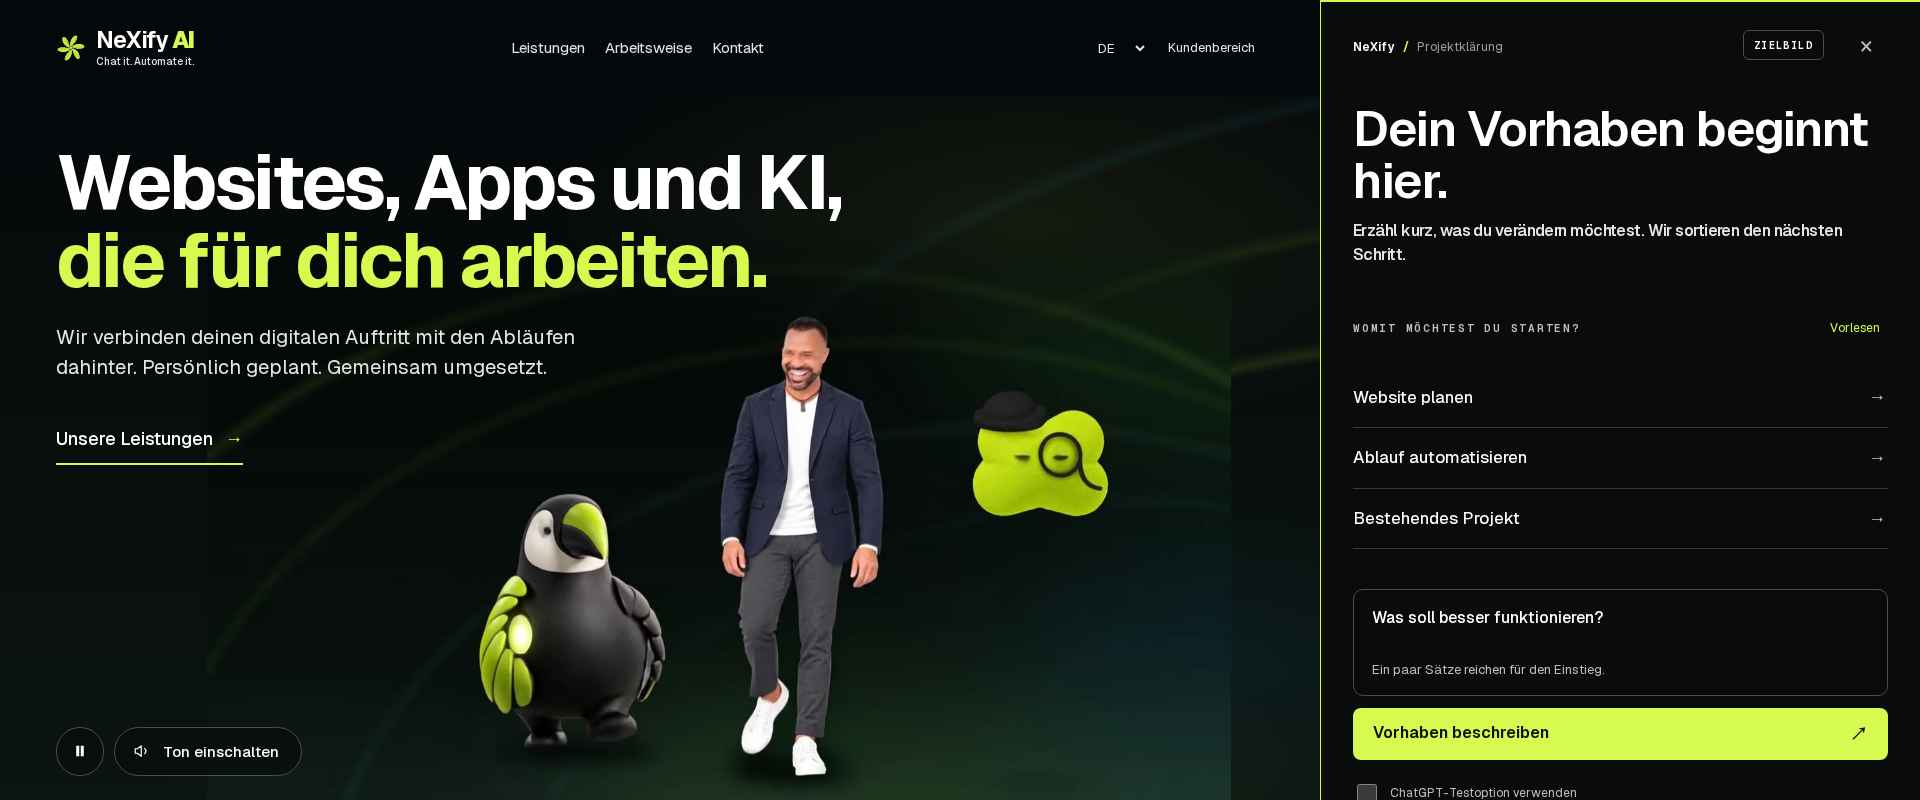 NeXify AI
Chat it. Automate it.
Leistungen Arbeitsweise Kontakt
DE
Kundenbereich
Websites, Apps und KI,
die für dich arbeiten.
Wir verbinden deinen digitalen Auftritt mit den Abläufen
dahinter. Persönlich geplant. Gemeinsam umgesetzt.
Unsere Leistungen →
Ton einschalten
NeXify / Projektklärung
ZIELBILD
×
Dein Vorhaben beginnt
hier.
Erzähl kurz, was du verändern möchtest. Wir sortieren den nächsten
Schritt.
WOMIT MÖCHTEST DU STARTEN?
Vorlesen
Website planen →
Ablauf automatisieren →
Bestehendes Projekt →
Was soll besser funktionieren?
Ein paar Sätze reichen für den Einstieg.
Vorhaben beschreiben ↗
ChatGPT-Testoption verwenden